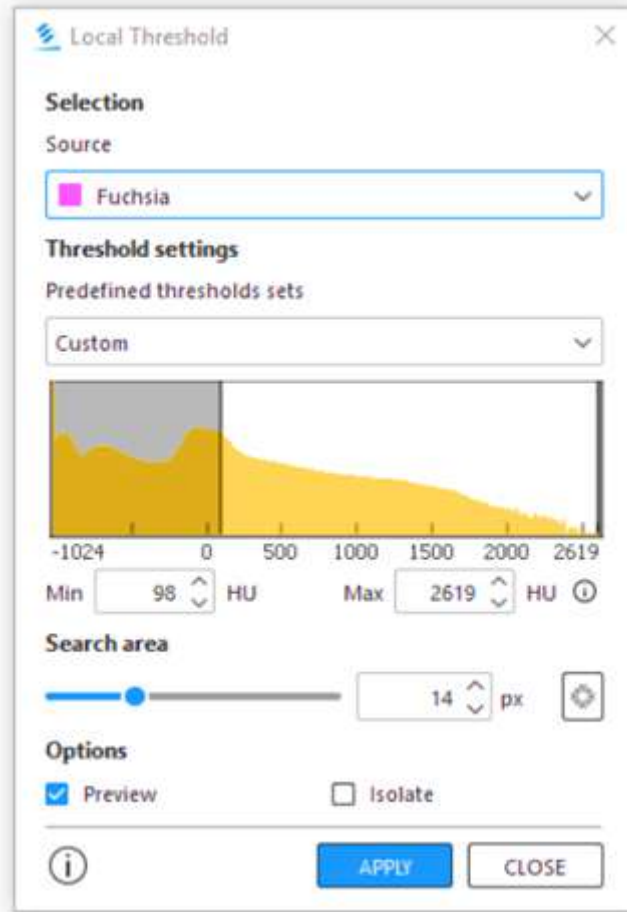 Local Threshold
Selection
Source
Fuchsia
Threshold settings
Predefined thresholds sets
Custom
-1024 0 500 1000 1500 2000 2619
Min 98 HU Max 2619 HU
Search area
14 px
Options
Preview Isolate
APPLY CLOSE